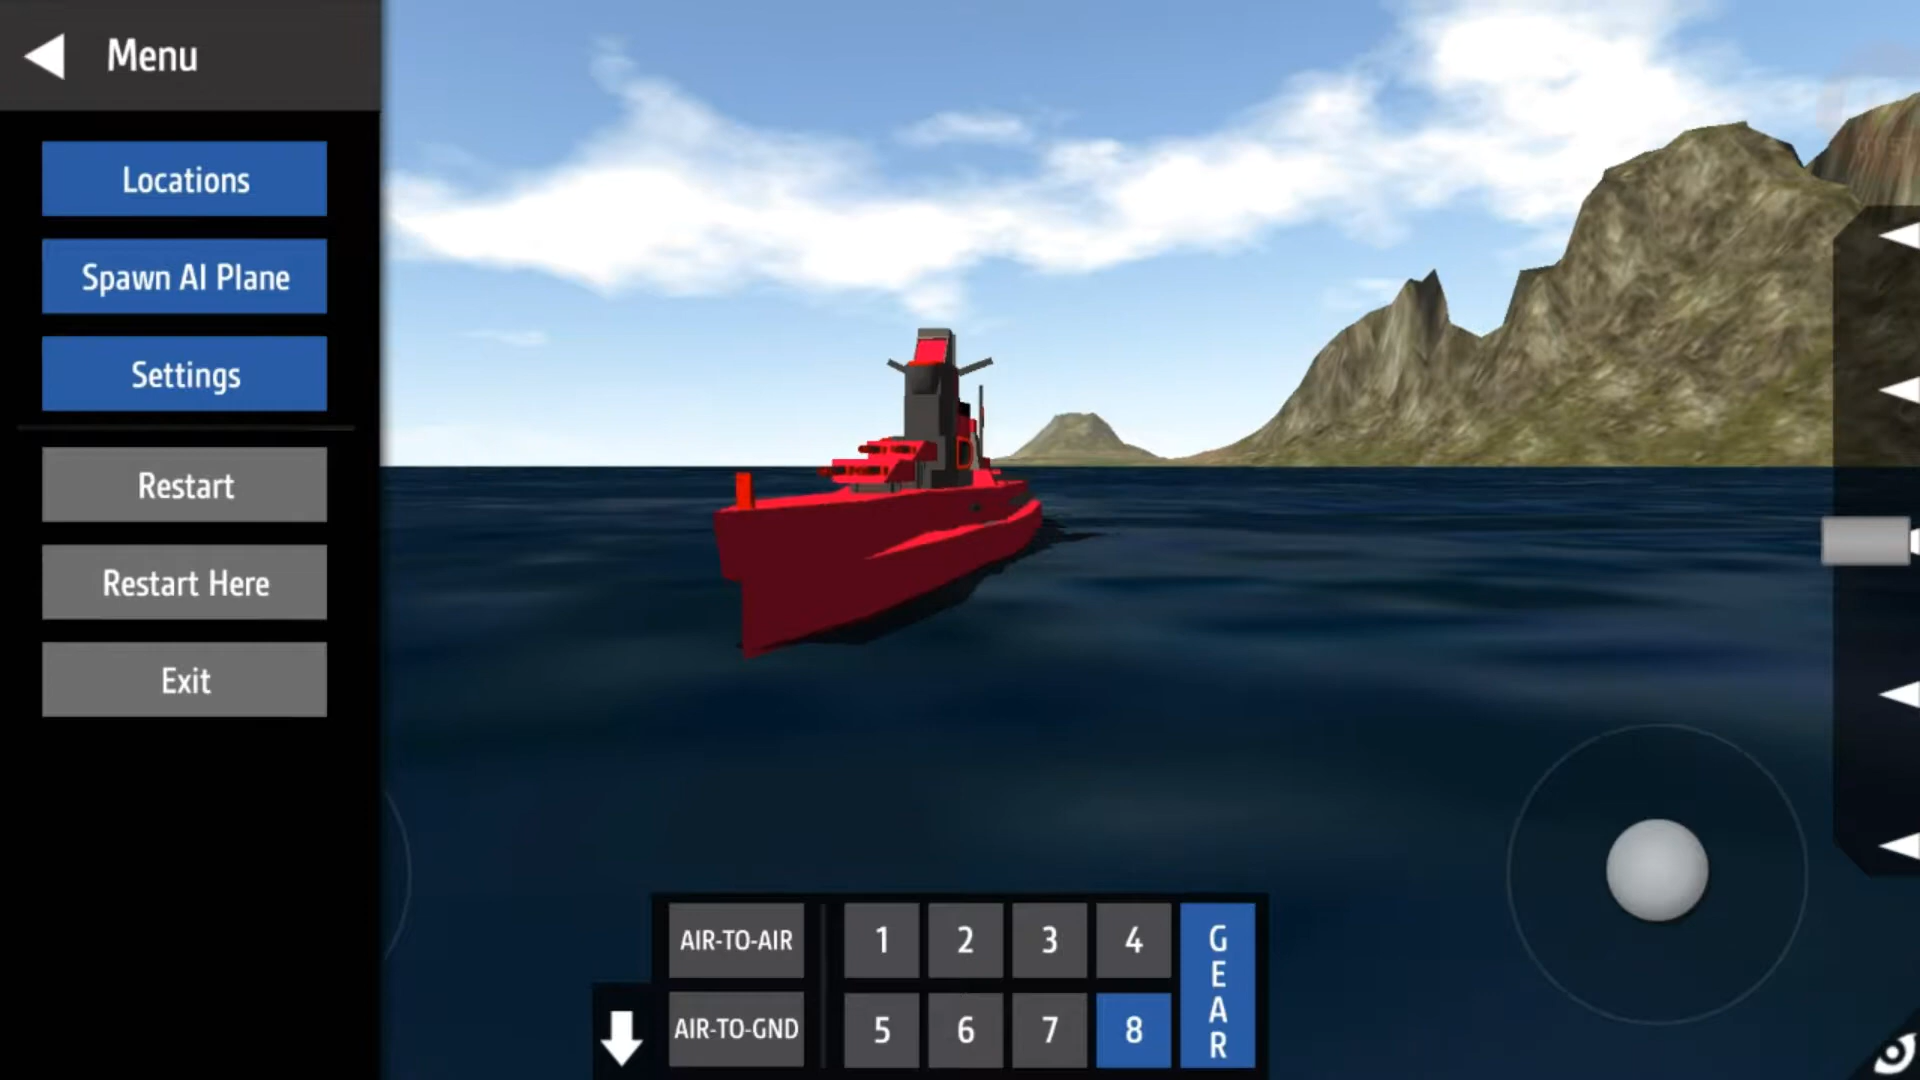 Menu
Locations
Spawn AI Plane
Settings
Restart
Restart Here
Exit
AIR-TO-AIR
1
2
3
4
GEAR
AIR-TO-GND
5
6
7
8